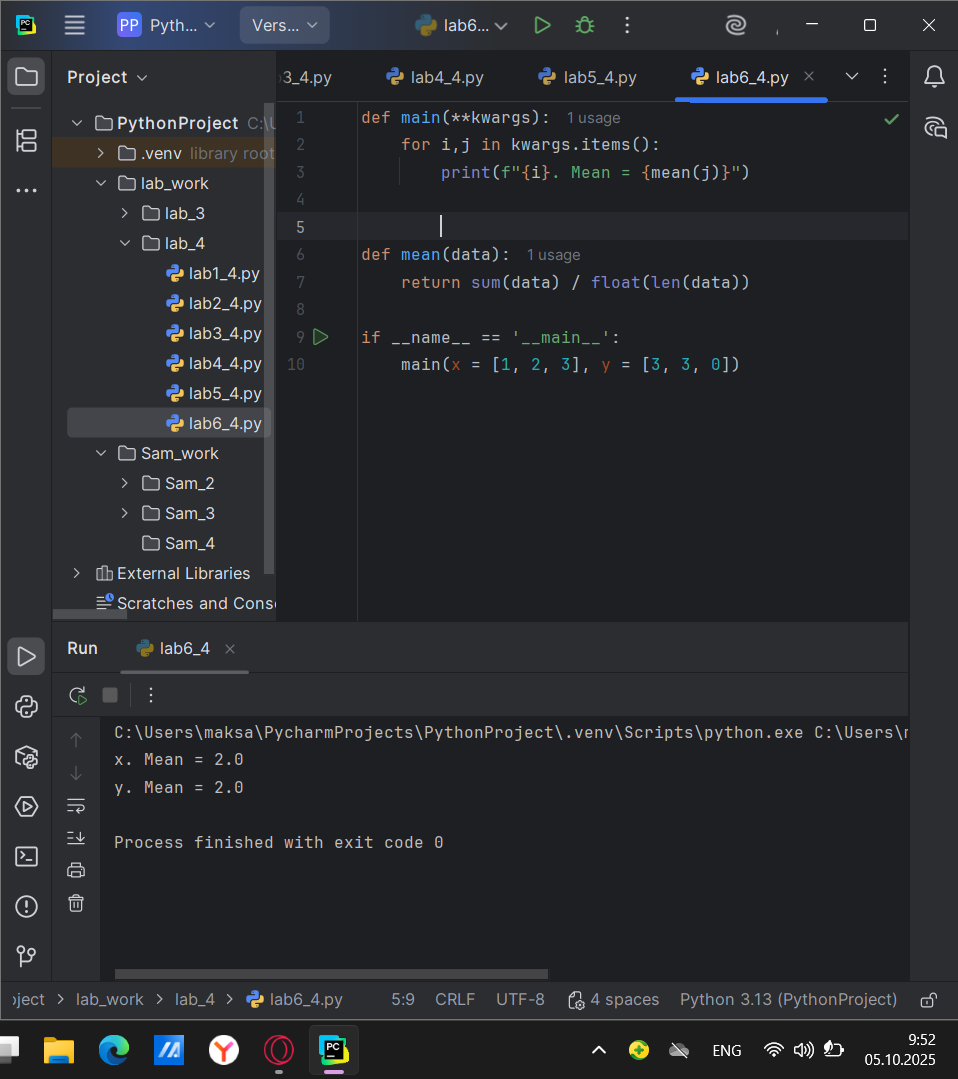 PP Pyth... Vers... lab6...
Project
3_4.py lab4_4.py lab5_4.py lab6_4.py
PythonProject C:\U
.venv library root
lab_work
lab_3
lab_4
lab1_4.py
lab2_4.py
lab3_4.py
lab4_4.py
lab5_4.py
lab6_4.py
Sam_work
Sam_2
Sam_3
Sam_4
External Libraries
Scratches and Conso
1 def main(**kwargs): 1 usage
2 for i,j in kwargs.items():
3 print(f"{i}. Mean = {mean(j)}")
4
5
6 def mean(data): 1 usage
7 return sum(data) / float(len(data))
8
9 if __name__ == '__main__':
10 main(x = [1, 2, 3], y = [3, 3, 0])
Run lab6_4
C:\Users\maksa\PycharmProjects\PythonProject\.venv\Scripts\python.exe C:\Users\m
x. Mean = 2.0
y. Mean = 2.0
Process finished with exit code 0
oject > lab_work > lab_4 > lab6_4.py 5:9 CRLF UTF-8 4 spaces Python 3.13 (PythonProject)
PC ENG 9:52
05.10.2025